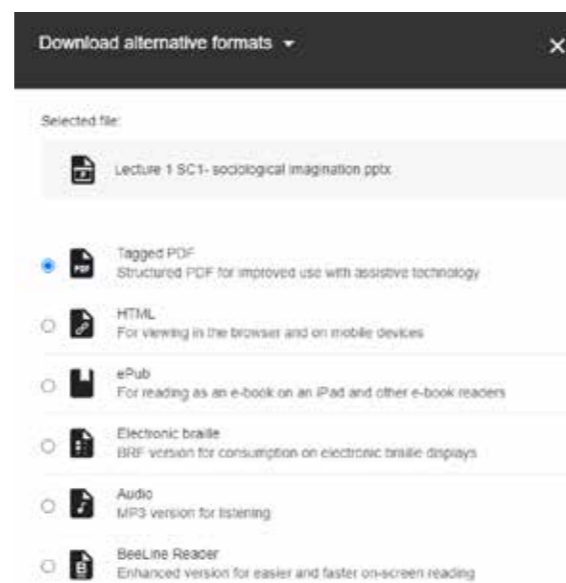 Download alternative formats
Selected file:
Lecture 1 SC1- sociological imagination pptx
Tagged PDF
Structured PDF for improved use with assistive technology
HTML
For viewing in the browser and on mobile devices
ePub
For reading as an e-book on an iPad and other e-book readers
Electronic braille
BRF version for consumption on electronic braille displays
Audio
MP3 version for listening
BeeLine Reader
Enhanced version for easier and faster on-screen reading